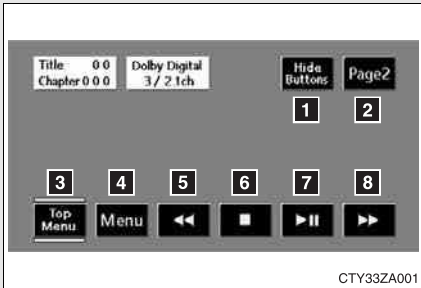 Title 0 0
Chapter 0 0 0
Dolby Digital
3 / 2.1ch
Hide
Buttons
Page2
1
2
3
4
5
6
7
8
Top
Menu
Menu
CTY33ZA001